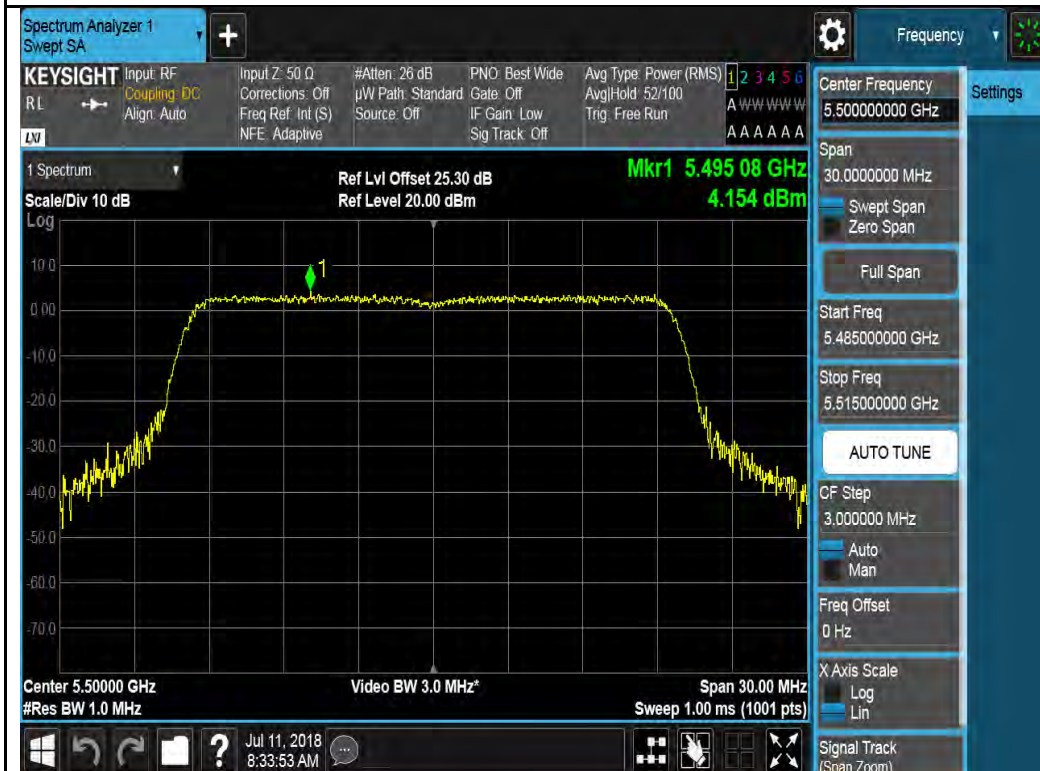 Spectrum Analyzer 1
Swept SA
+
Frequency
KEYSIGHT
R L
LXI
Input: RF
Coupling: DC
Align: Auto
Input Z: 50 Ω
Corrections: Off
Freq Ref: Int (S)
NFE: Adaptive
#Atten: 26 dB
µW Path: Standard
Source: Off
PNO: Best Wide
Gate: Off
IF Gain: Low
Sig Track: Off
Avg Type: Power (RMS)
Avg|Hold: 52/100
Trig: Free Run
1 2 3 4 5 6
A W W W W W
A A A A A A
1 Spectrum
Scale/Div 10 dB
Log
Ref Lvl Offset 25.30 dB
Ref Level 20.00 dBm
Mkr1 5.495 08 GHz
4.154 dBm
10.0
0.00
-10.0
-20.0
-30.0
-40.0
-50.0
-60.0
-70.0
1
Center 5.50000 GHz
#Res BW 1.0 MHz
Video BW 3.0 MHz*
Span 30.00 MHz
Sweep 1.00 ms (1001 pts)
?
Jul 11, 2018
8:33:53 AM
Center Frequency
5.500000000 GHz
Span
30.0000000 MHz
Swept Span
Zero Span
Full Span
Start Freq
5.485000000 GHz
Stop Freq
5.515000000 GHz
AUTO TUNE
CF Step
3.000000 MHz
Auto
Man
Freq Offset
0 Hz
X Axis Scale
Log
Lin
Signal Track
(Span Zoom)
Settings